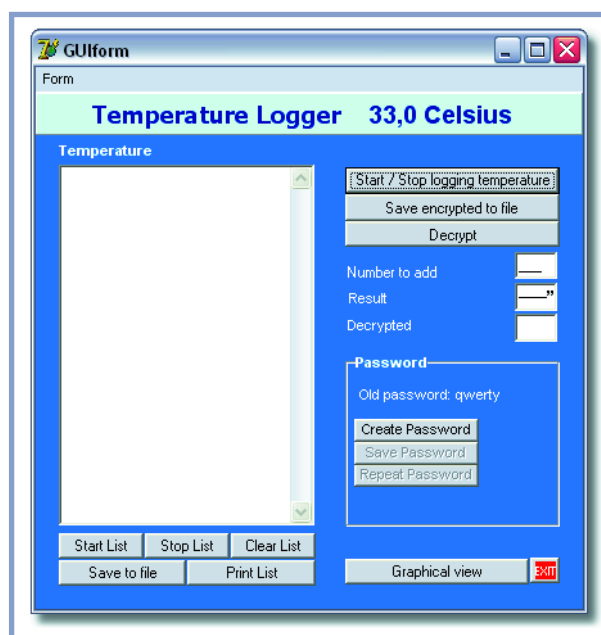 GUIform
Form
Temperature Logger 33,0 Celsius
Temperature
Start / Stop logging temperature
Save encrypted to file
Decrypt
Number to add
Result
Decrypted
Password
Old password: qwerty
Create Password
Save Password
Repeat Password
Start List Stop List Clear List
Save to file Print List
Graphical view EXIT